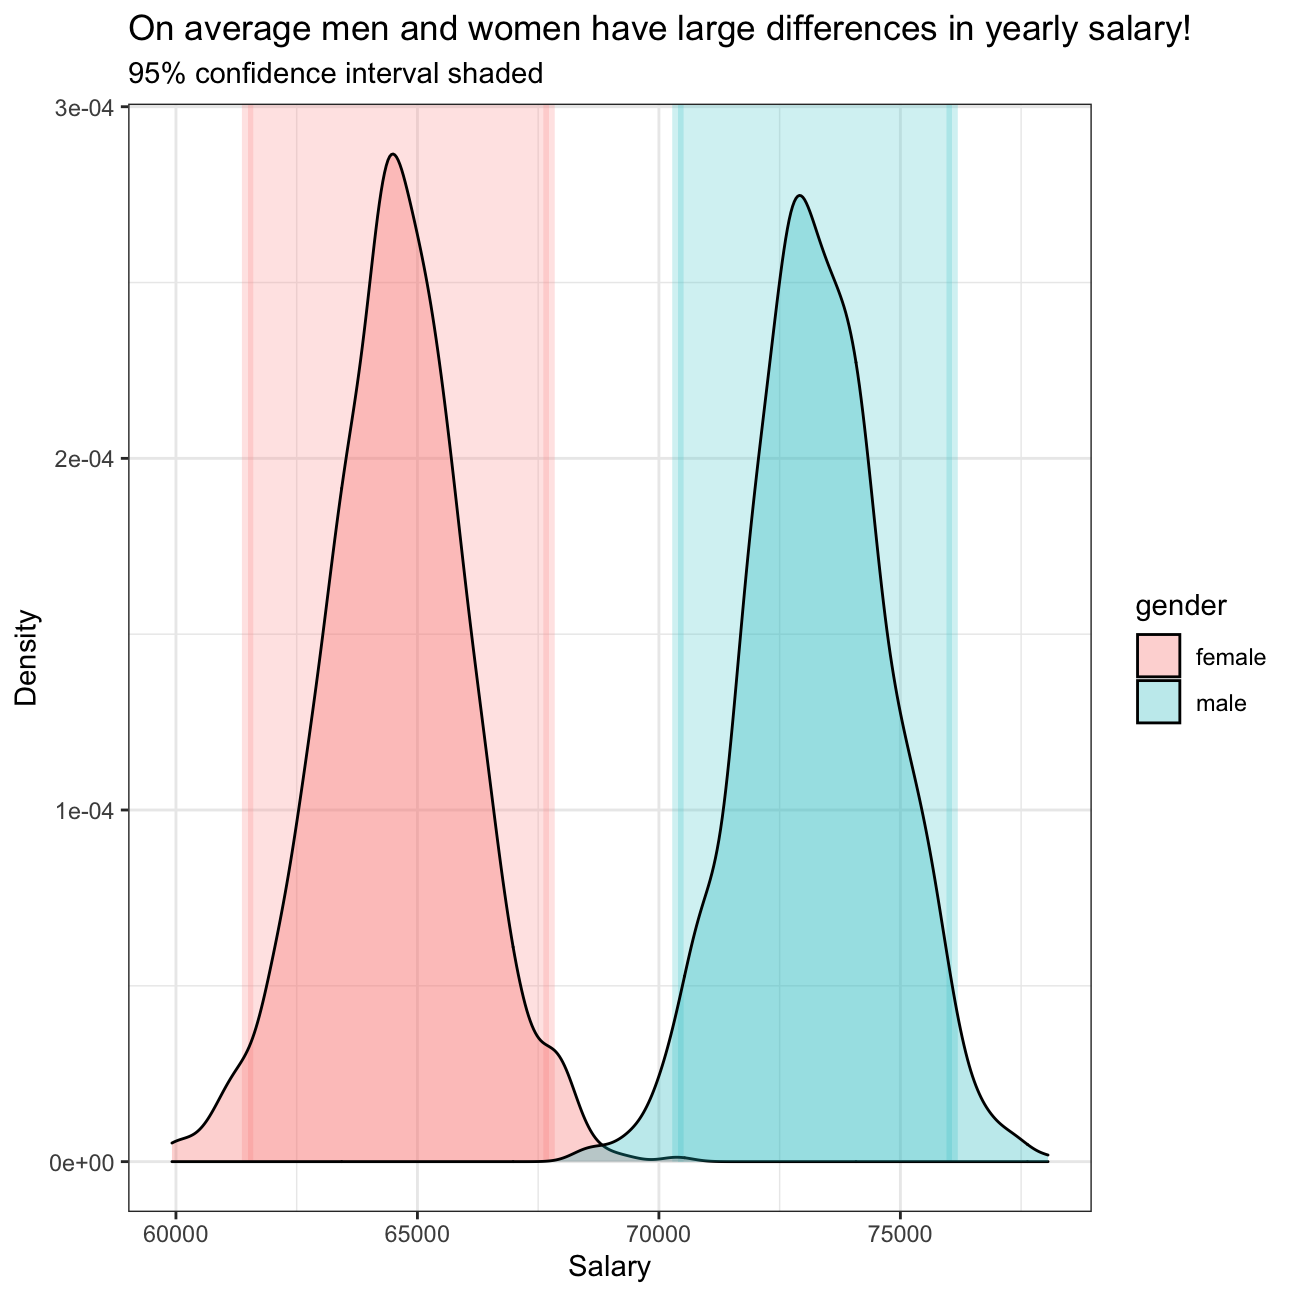 On average men and women have large differences in yearly salary!
95% confidence interval shaded
3e-04
2e-04
1e-04
0e+00
Density
60000
65000
70000
75000
Salary
gender
female
male